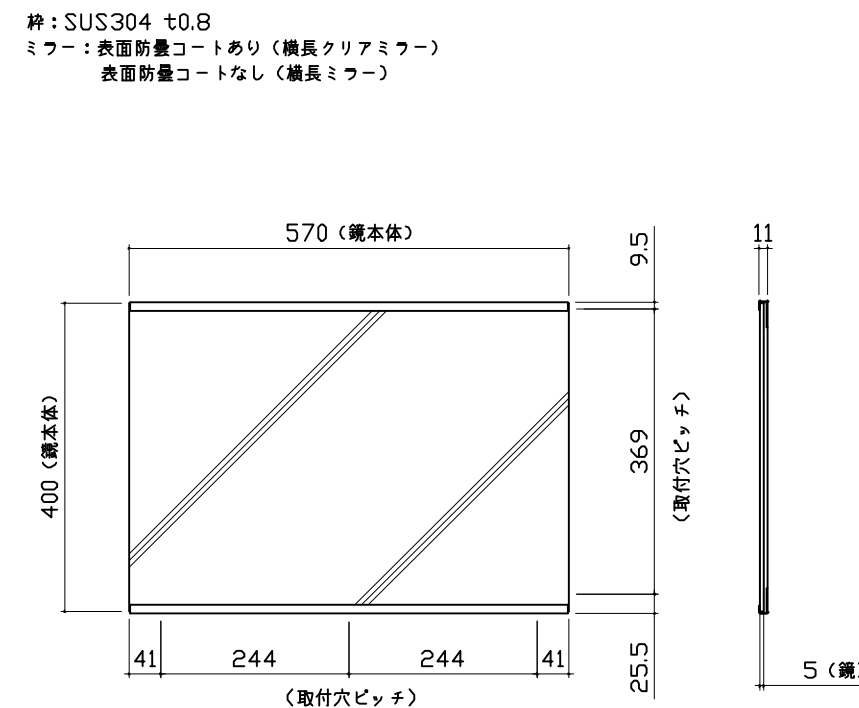 枠：SUS304 t0.8
ミラー：表面防曇コートあり（横長クリアミラー）
表面防曇コートなし（横長ミラー）
570（鏡本体）
9.5
11
400（鏡本体）
369
（取付穴ピッチ）
41
244
244
41
25.5
（取付穴ピッチ）
5（鏡